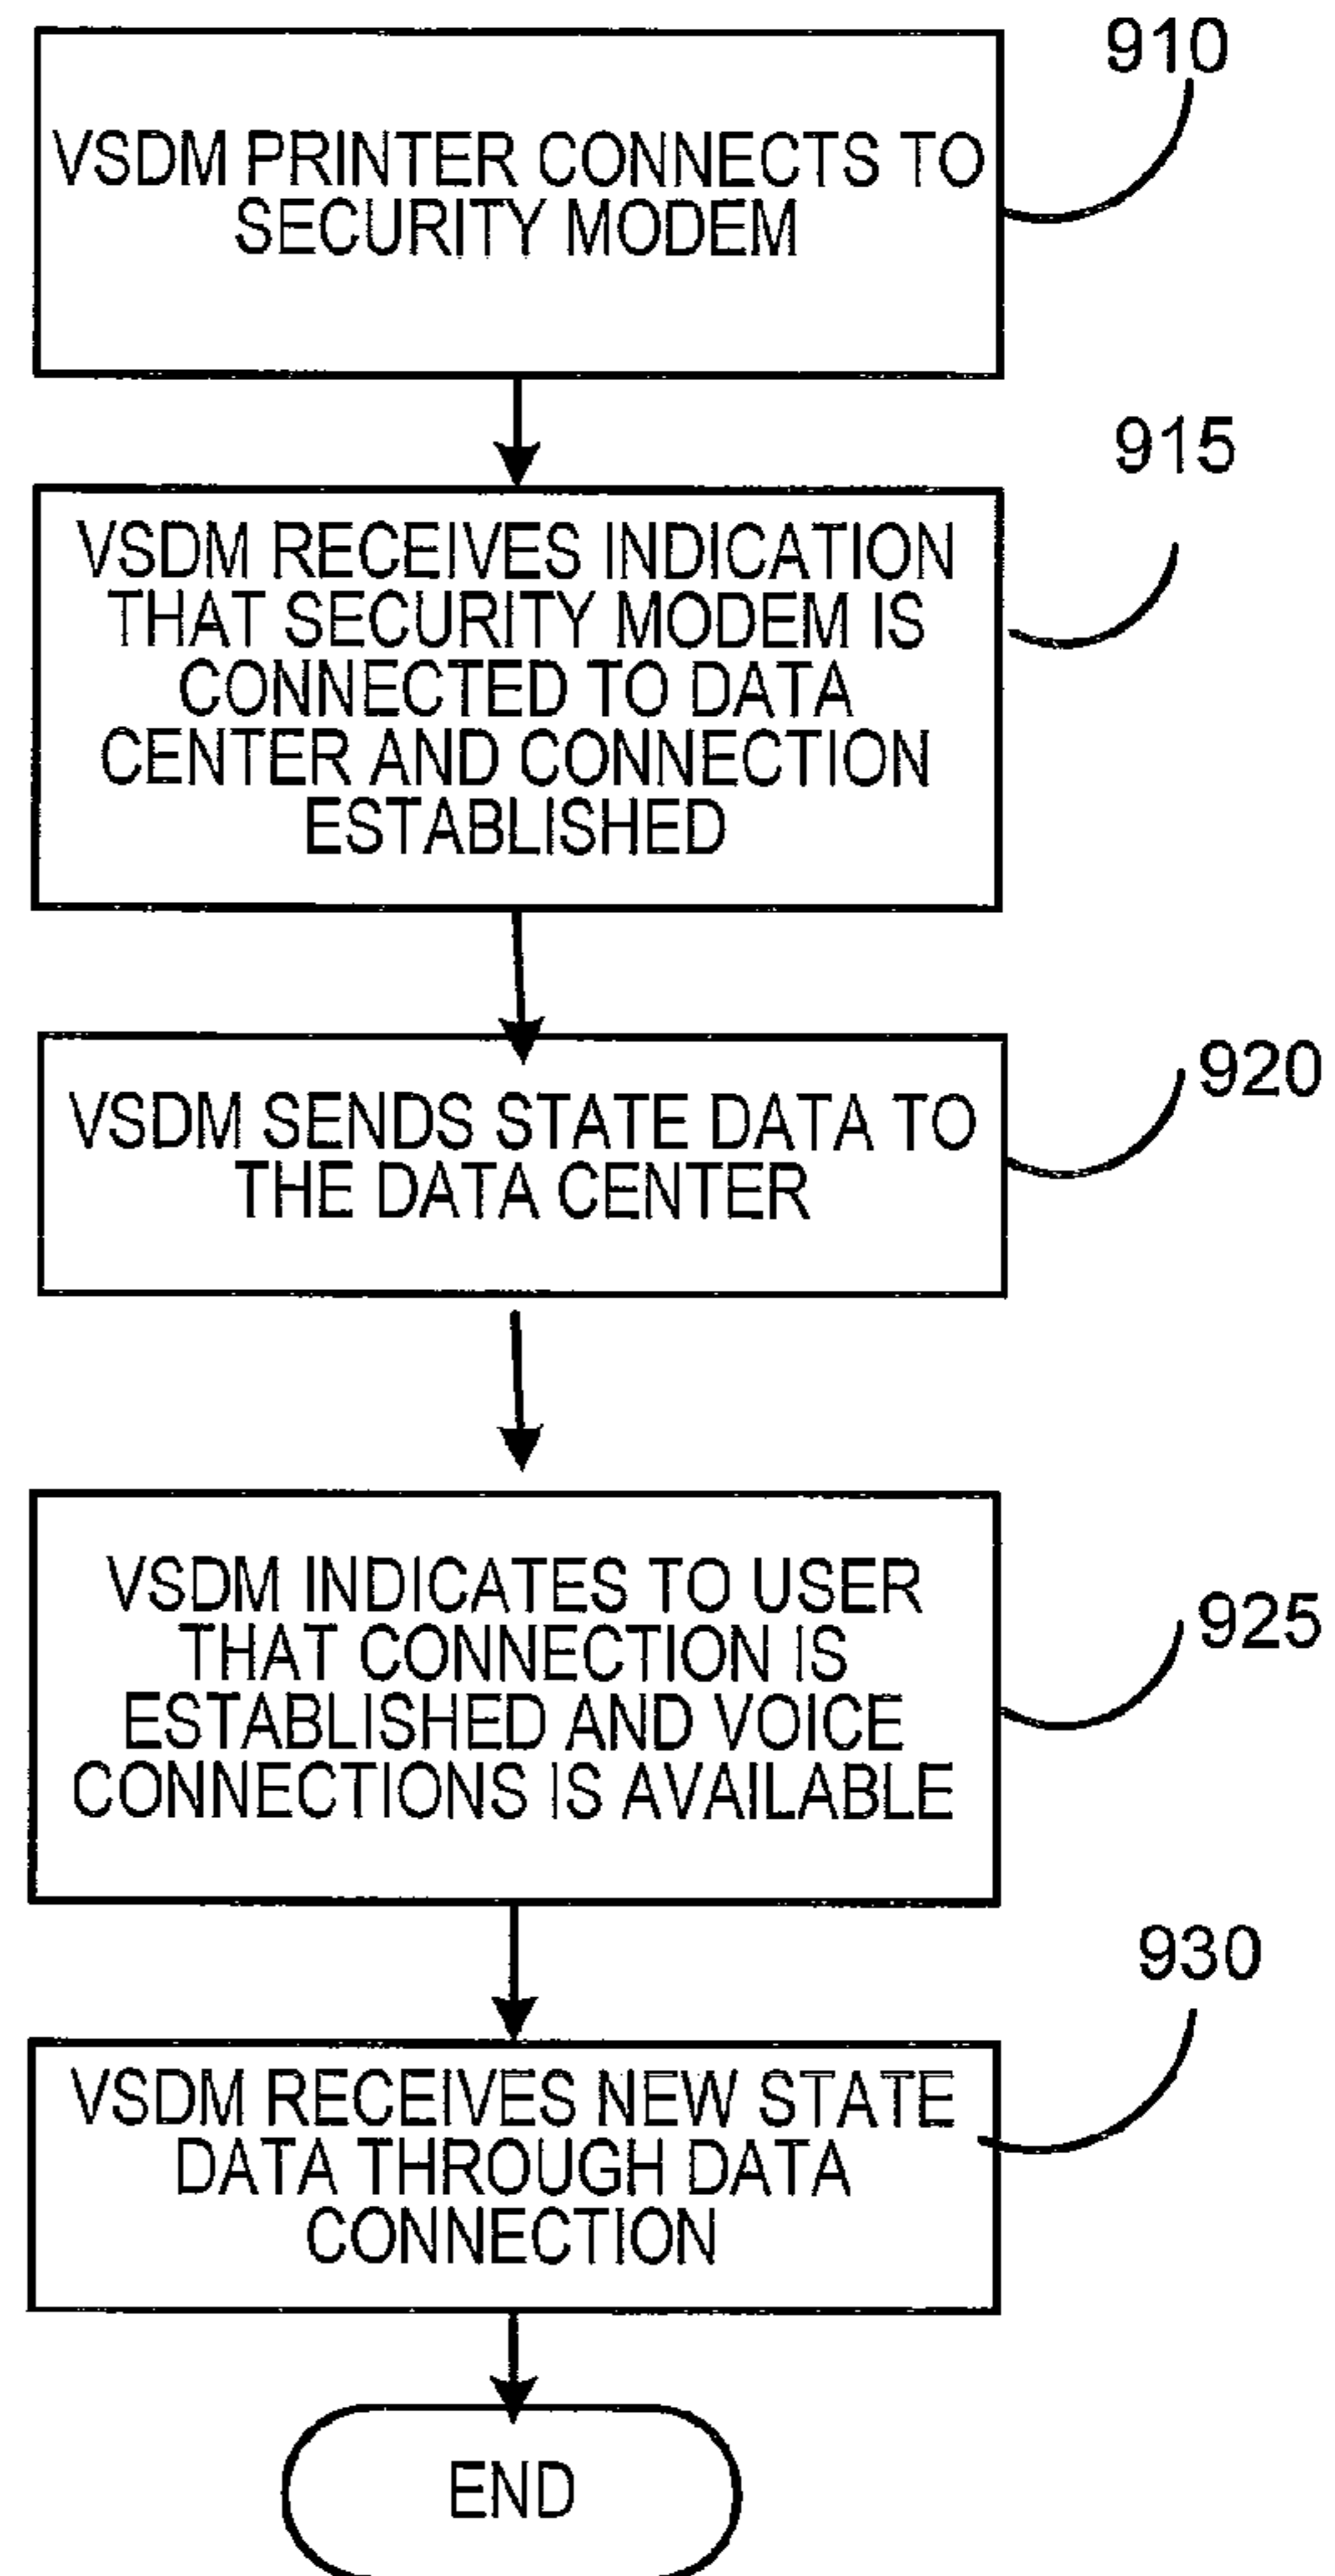 910
VSDM PRINTER CONNECTS TO
SECURITY MODEM
915
VSDM RECEIVES INDICATION
THAT SECURITY MODEM IS
CONNECTED TO DATA
CENTER AND CONNECTION
ESTABLISHED
920
VSDM SENDS STATE DATA TO
THE DATA CENTER
925
VSDM INDICATES TO USER
THAT CONNECTION IS
ESTABLISHED AND VOICE
CONNECTIONS IS AVAILABLE
930
VSDM RECEIVES NEW STATE
DATA THROUGH DATA
CONNECTION
END